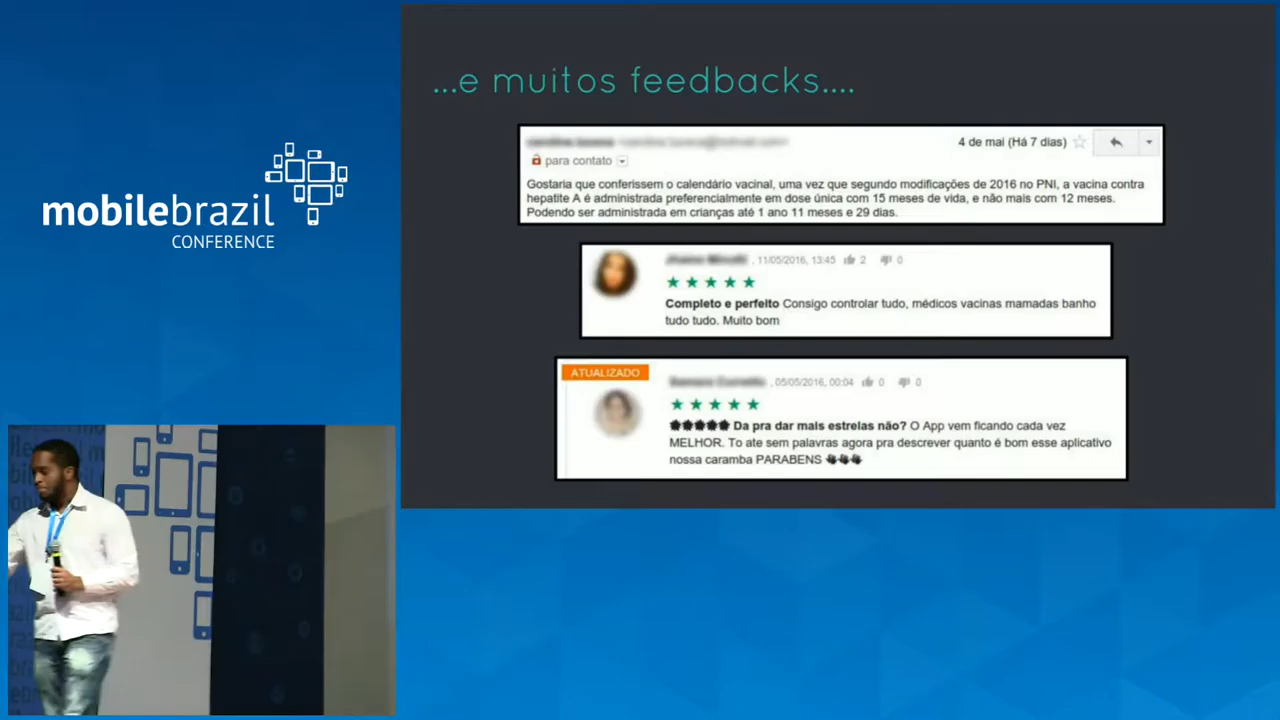 ...e muitos feedbacks....
mobilebrazil
CONFERENCE
4 de mai (Há 7 dias)
para contato
Gostaria que conferissem o calendário vacinal, uma vez que segundo modificações de 2016 no PNI, a vacina contra
hepatite A é administrada preferencialmente em dose única com 15 meses de vida, e não mais com 12 meses.
Podendo ser administrada em crianças até 1 ano 11 meses e 29 dias.
, 11/05/2016, 13:45 2 0
Completo e perfeito Consigo controlar tudo, médicos vacinas mamadas banho
tudo tudo. Muito bom
ATUALIZADO
, 05/05/2016, 00:04 0 0
Da pra dar mais estrelas não? O App vem ficando cada vez
MELHOR. To ate sem palavras agora pra descrever quanto é bom esse aplicativo
nossa caramba PARABENS